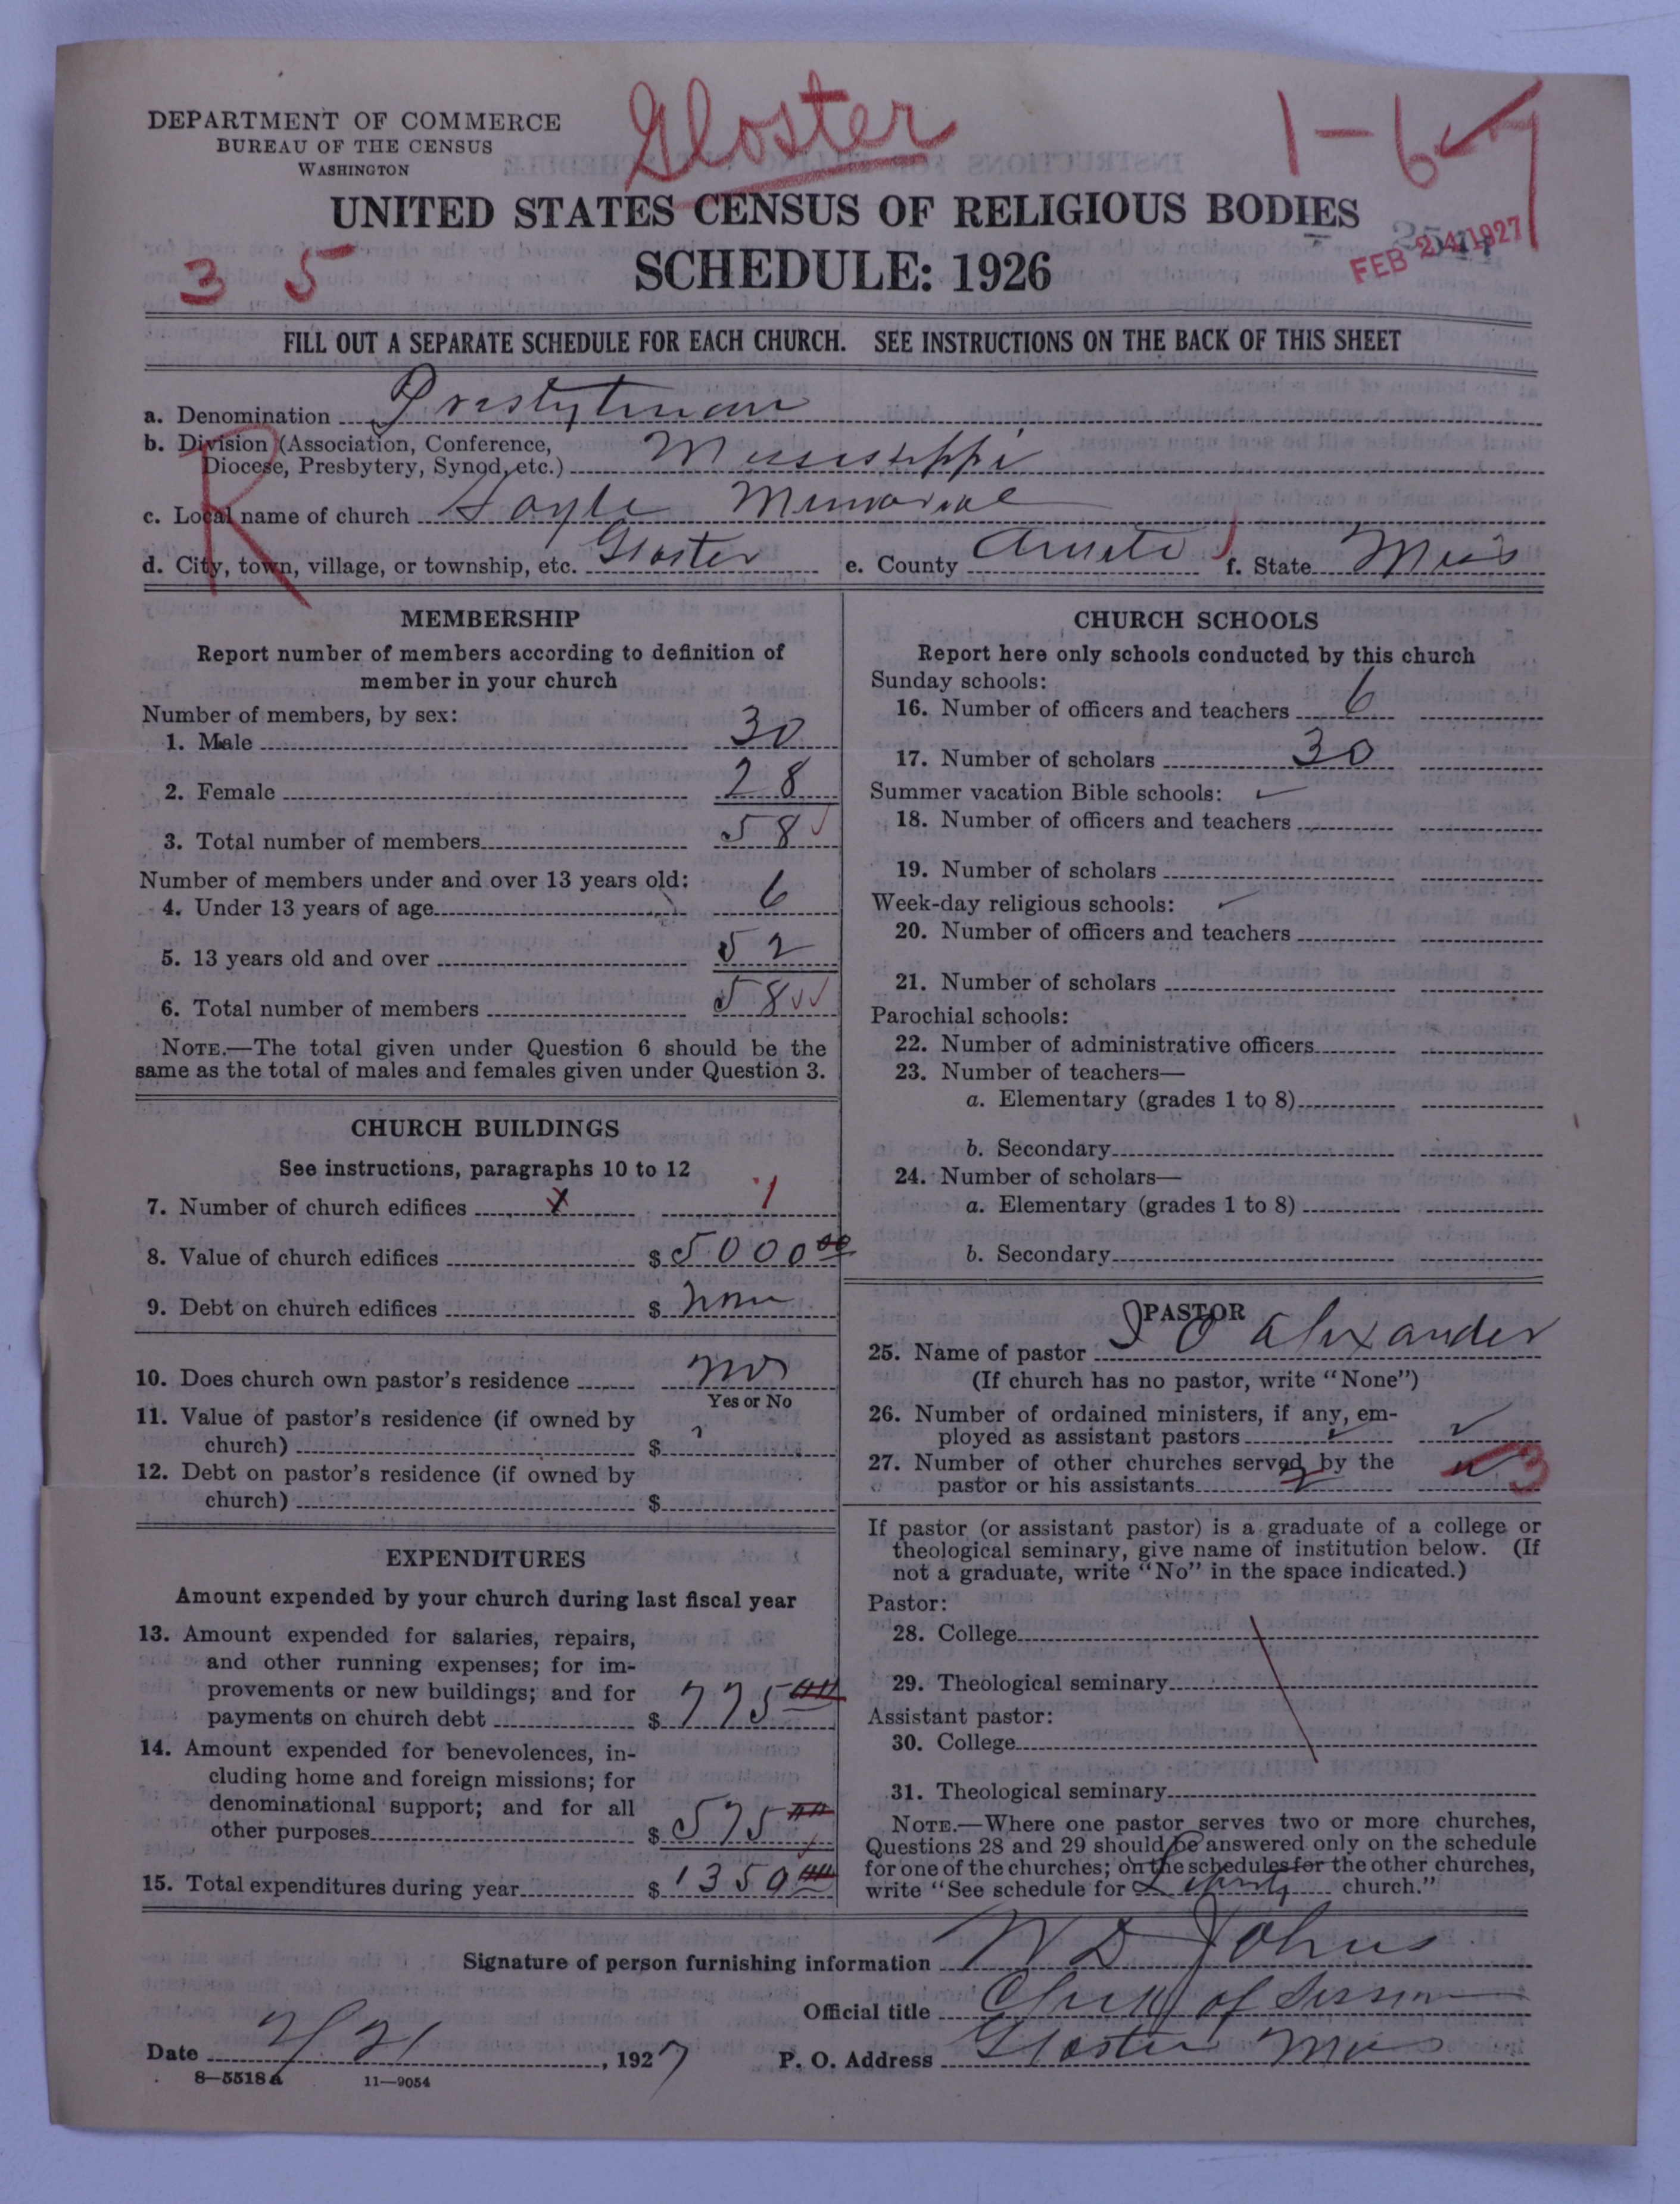 Gloster
1-6
DEPARTMENT OF COMMERCE
BUREAU OF THE CENSUS
WASHINGTON
UNITED STATES CENSUS OF RELIGIOUS BODIES
SCHEDULE: 1926
3 5
FEB 24 1927
FILL OUT A SEPARATE SCHEDULE FOR EACH CHURCH. SEE INSTRUCTIONS ON THE BACK OF THIS SHEET
a. Denomination Presbyterian
b. Division (Association, Conference,
Diocese, Presbytery, Synod, etc.) Mississippi
R
c. Local name of church Memorial
d. City, town, village, or township, etc. Gloster e. County Amite f. State Miss
MEMBERSHIP
Report number of members according to definition of
member in your church
Number of members, by sex:
1. Male 30
2. Female 28
3. Total number of members 58
Number of members under and over 13 years old:
4. Under 13 years of age 6
5. 13 years old and over 52
6. Total number of members 58
NOTE.—The total given under Question 6 should be the
same as the total of males and females given under Question 3.
CHURCH BUILDINGS
See instructions, paragraphs 10 to 12
7. Number of church edifices 1
8. Value of church edifices $ 5000 00
9. Debt on church edifices $ None
10. Does church own pastor's residence
Yes or No
11. Value of pastor's residence (if owned by
church) $
12. Debt on pastor's residence (if owned by
church) $
EXPENDITURES
Amount expended by your church during last fiscal year
13. Amount expended for salaries, repairs,
and other running expenses; for im-
provements or new buildings; and for
payments on church debt $ 775 00
14. Amount expended for benevolences, in-
cluding home and foreign missions; for
denominational support; and for all
other purposes $ 575 00
15. Total expenditures during year $ 1350 00
CHURCH SCHOOLS
Report here only schools conducted by this church
Sunday schools:
16. Number of officers and teachers 6
17. Number of scholars 30
Summer vacation Bible schools:
18. Number of officers and teachers
19. Number of scholars
Week-day religious schools:
20. Number of officers and teachers
21. Number of scholars
Parochial schools:
22. Number of administrative officers
23. Number of teachers—
a. Elementary (grades 1 to 8)
b. Secondary
24. Number of scholars—
a. Elementary (grades 1 to 8)
b. Secondary
PASTOR
25. Name of pastor J O Alexander
(If church has no pastor, write "None")
26. Number of ordained ministers, if any, em-
ployed as assistant pastors
27. Number of other churches served by the
pastor or his assistants 3
If pastor (or assistant pastor) is a graduate of a college or
theological seminary, give name of institution below. (If
not a graduate, write "No" in the space indicated.)
Pastor:
28. College
29. Theological seminary
Assistant pastor:
30. College
31. Theological seminary
NOTE.—Where one pastor serves two or more churches,
Questions 28 and 29 should be answered only on the schedule
for one of the churches; on the schedules for the other churches,
write "See schedule for Liberty church."
Signature of person furnishing information W D Johns
Official title Clerk of Session
Date 2/21, 1927 P. O. Address Gloster Miss
8—5518a 11—9054